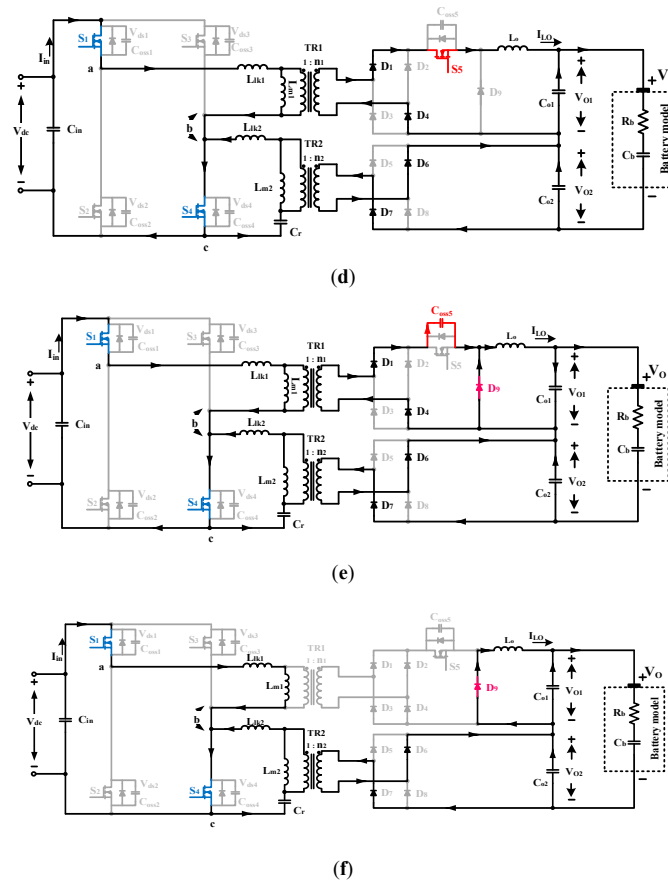 S1 Vds1 Coss1 S3 Vds3 Coss3 Coss5
Iin a Llk1 TR1 1 : n1 D1 D2 S5 Lo ILO
Lm1 D9 VO
Vdc Cin b Llk2 TR2 1 : n2 D3 D4 Co1 VO1 Rb Cb Battery model
S2 Vds2 Coss2 S4 Vds4 Coss4 Lm2 D5 D6 Co2 VO2
c Cr D7 D8
(d)
S1 Vds1 Coss1 S3 Vds3 Coss3 Coss5
Iin a Llk1 TR1 1 : n1 D1 D2 S5 Lo ILO
Lm1 D9 VO
Vdc Cin b Llk2 TR2 1 : n2 D3 D4 Co1 VO1 Rb Cb Battery model
S2 Vds2 Coss2 S4 Vds4 Coss4 Lm2 D5 D6 Co2 VO2
c Cr D7 D8
(e)
S1 Vds1 Coss1 S3 Vds3 Coss3 Coss5
Iin a Llk1 TR1 1 : n1 D1 D2 S5 Lo ILO
Lm1 D9 VO
Vdc Cin b Llk2 TR2 1 : n2 D3 D4 Co1 VO1 Rb Cb Battery model
S2 Vds2 Coss2 S4 Vds4 Coss4 Lm2 D5 D6 Co2 VO2
c Cr D7 D8
(f)